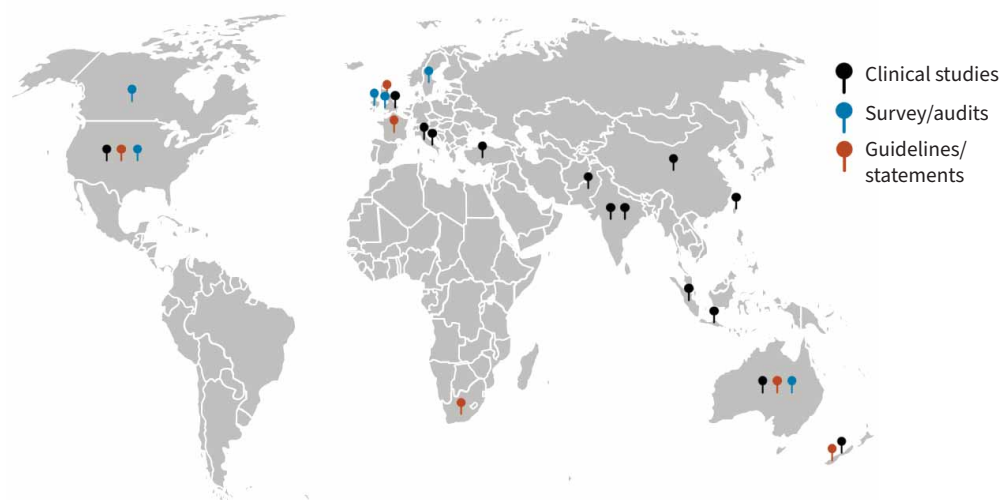 Clinical studies
Survey/audits
Guidelines/
statements